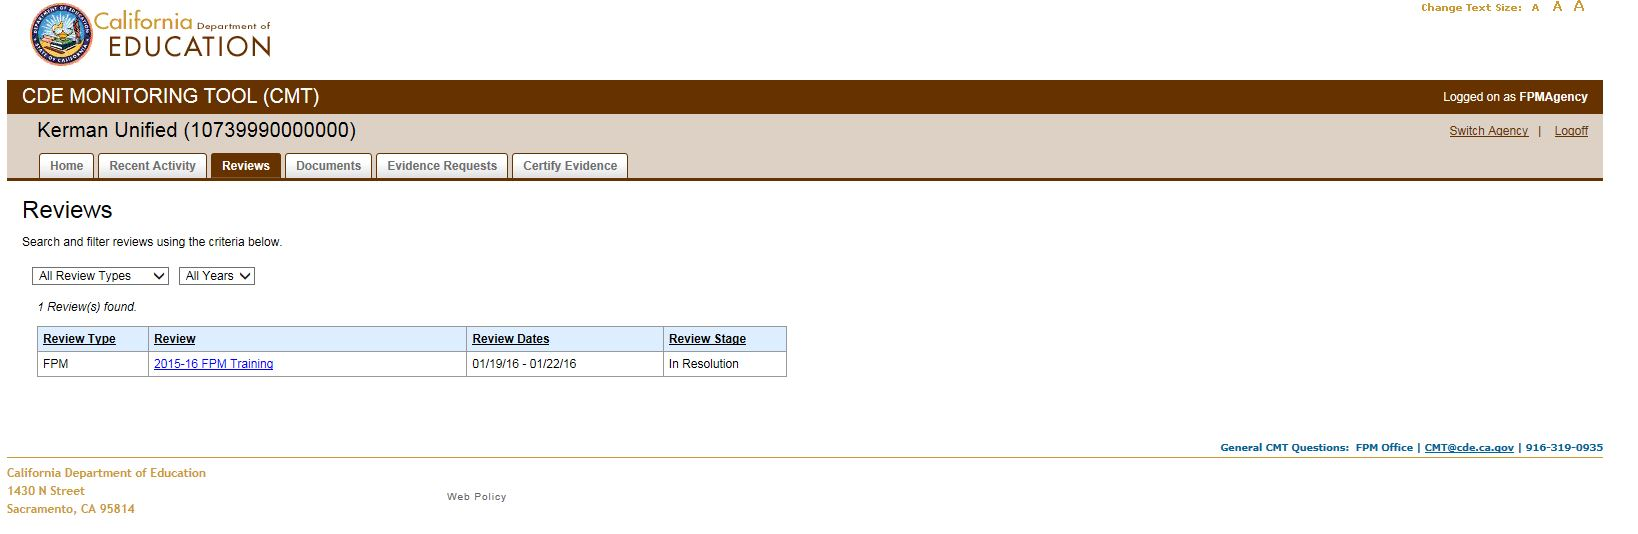 Change Text Size: A A A
California Department of
EDUCATION
CDE MONITORING TOOL (CMT)
Logged on as FPMAgency
Kerman Unified (10739990000000)
Switch Agency | Logoff
Home Recent Activity Reviews Documents Evidence Requests Certify Evidence
Reviews
Search and filter reviews using the criteria below.
All Review Types All Years
1 Review(s) found.
Review Type Review Review Dates Review Stage
FPM 2015-16 FPM Training 01/19/16 - 01/22/16 In Resolution
General CMT Questions: FPM Office | CMT@cde.ca.gov | 916-319-0935
California Department of Education
1430 N Street
Sacramento, CA 95814
Web Policy